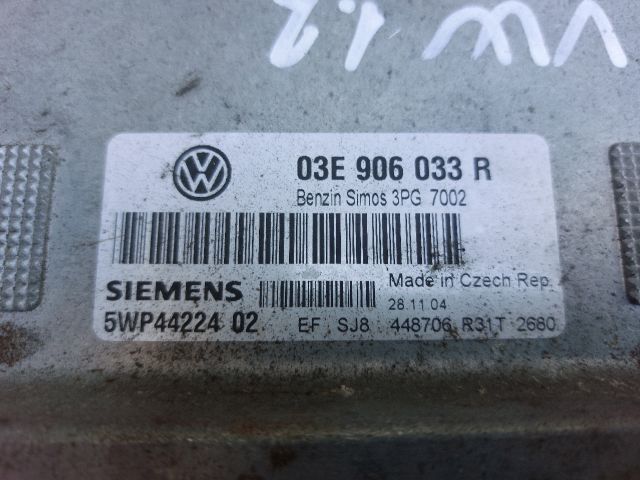 VW 1.2
03E 906 033 R
Benzin Simos 3PG 7002
SIEMENS
Made in Czech Rep.
28.11.04
5WP44224 02
EF SJ8 448706 R31T 2680